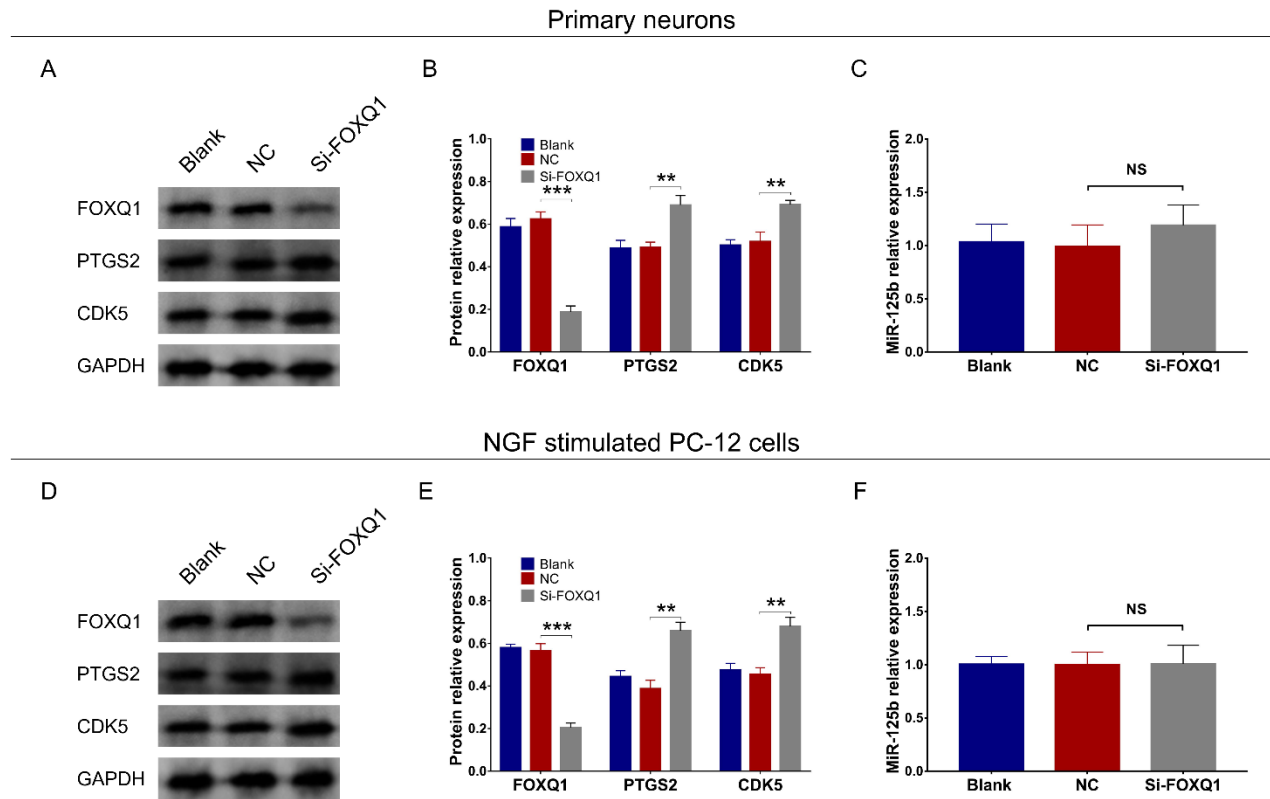 Primary neurons
A
Blank
NC
Si-FOXQ1
FOXQ1
PTGS2
CDK5
GAPDH
B
Protein relative expression
1.0
0.8
0.6
0.4
0.2
0.0
Blank
NC
Si-FOXQ1
***
**
**
FOXQ1
PTGS2
CDK5
C
MiR-125b relative expression
2.0
1.5
1.0
0.5
0.0
NS
Blank
NC
Si-FOXQ1
NGF stimulated PC-12 cells
D
Blank
NC
Si-FOXQ1
FOXQ1
PTGS2
CDK5
GAPDH
E
Protein relative expression
1.0
0.8
0.6
0.4
0.2
0.0
Blank
NC
Si-FOXQ1
***
**
**
FOXQ1
PTGS2
CDK5
F
MiR-125b relative expression
2.0
1.5
1.0
0.5
0.0
NS
Blank
NC
Si-FOXQ1